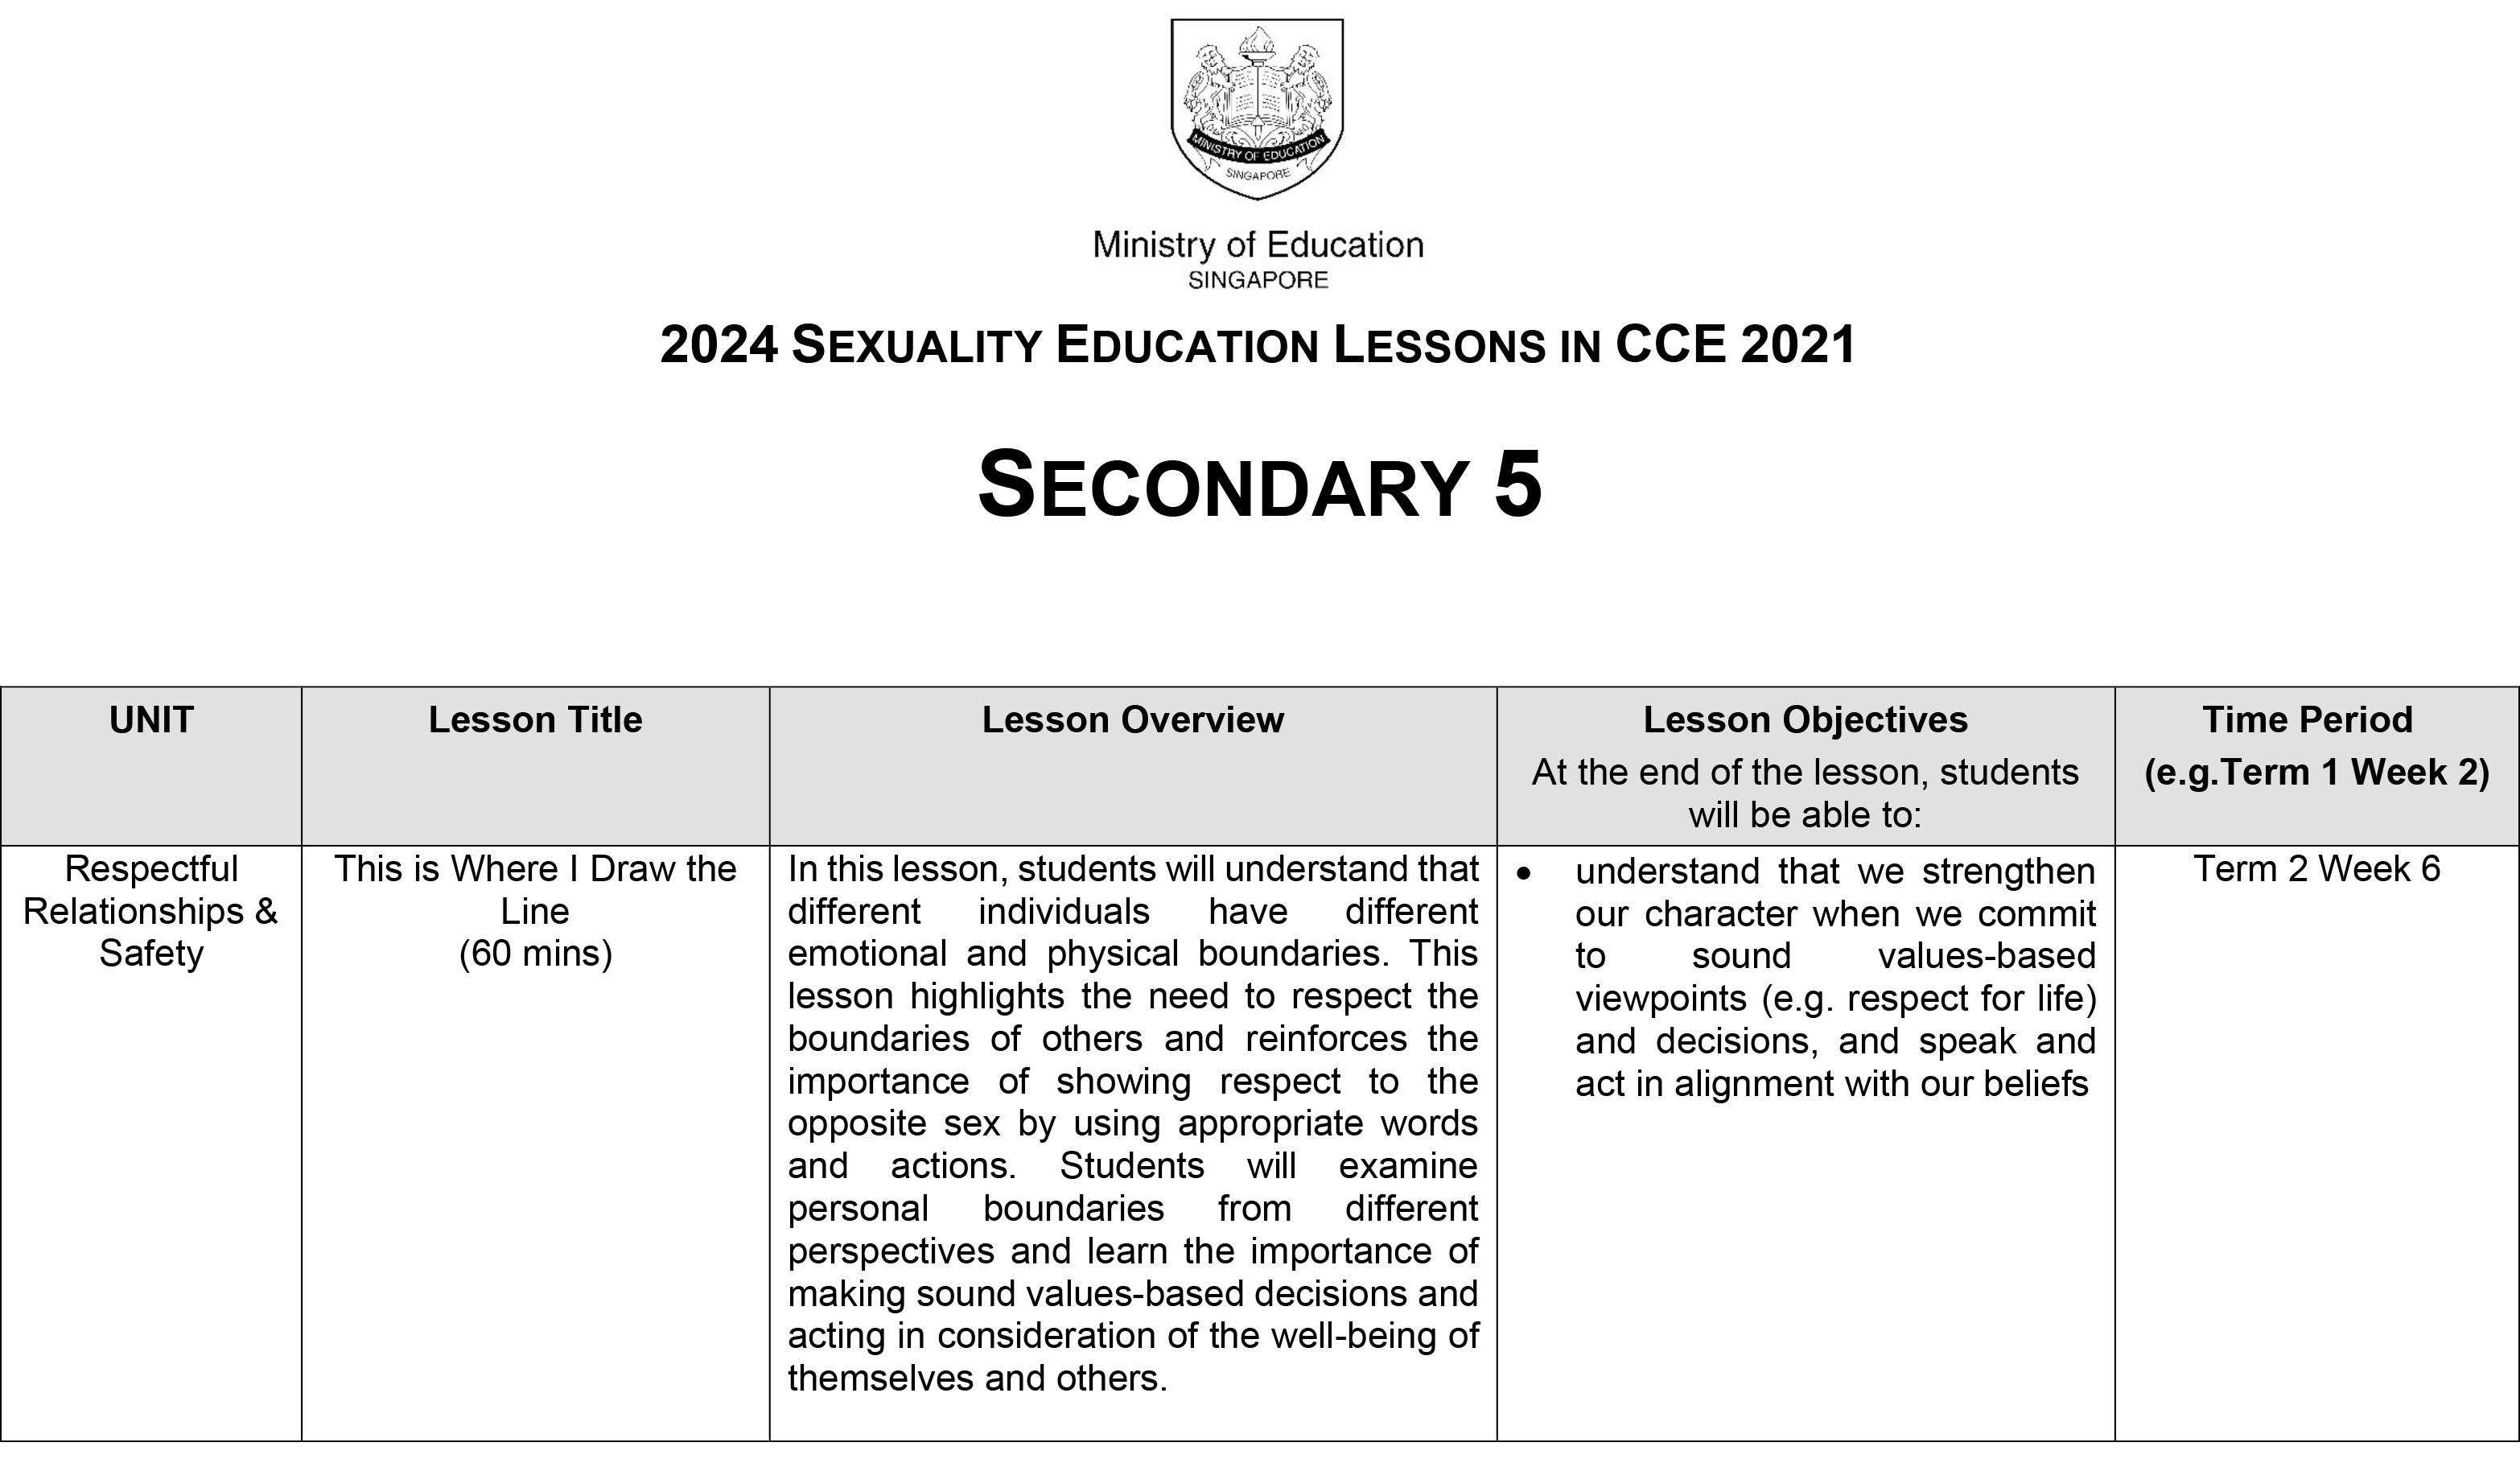 MINISTRY OF EDUCATION
SINGAPORE
Ministry of Education
SINGAPORE
2024 SEXUALITY EDUCATION LESSONS IN CCE 2021
SECONDARY 5
UNIT
Lesson Title
Lesson Overview
Lesson Objectives
At the end of the lesson, students
will be able to:
Time Period
(e.g.Term 1 Week 2)
Respectful
Relationships &
Safety
This is Where I Draw the
Line
(60 mins)
In this lesson, students will understand that
different individuals have different
emotional and physical boundaries. This
lesson highlights the need to respect the
boundaries of others and reinforces the
importance of showing respect to the
opposite sex by using appropriate words
and actions. Students will examine
personal boundaries from different
perspectives and learn the importance of
making sound values-based decisions and
acting in consideration of the well-being of
themselves and others.
• understand that we strengthen
our character when we commit
to sound values-based
viewpoints (e.g. respect for life)
and decisions, and speak and
act in alignment with our beliefs
Term 2 Week 6